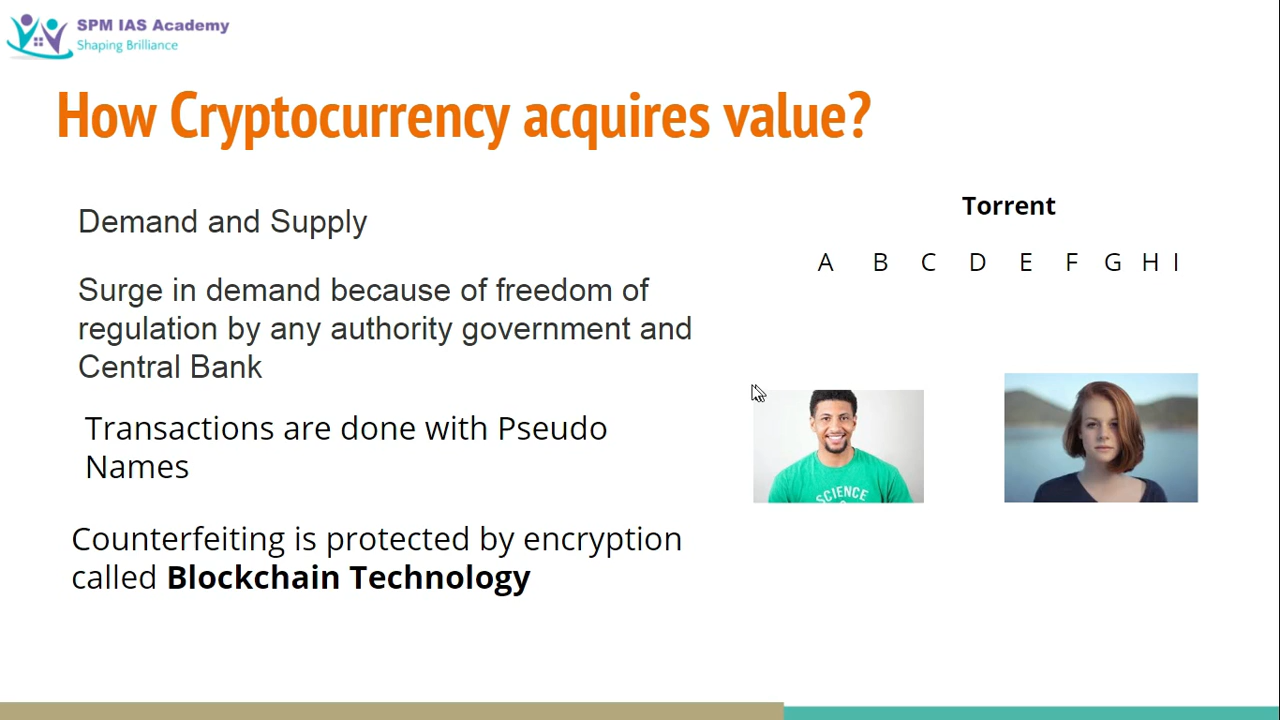 SPM IAS Academy
Shaping Brilliance
How Cryptocurrency acquires value?
Demand and Supply
Surge in demand because of freedom of
regulation by any authority government and
Central Bank
Transactions are done with Pseudo
Names
Counterfeiting is protected by encryption
called Blockchain Technology
Torrent
A B C D E F G H I
SCIENCE